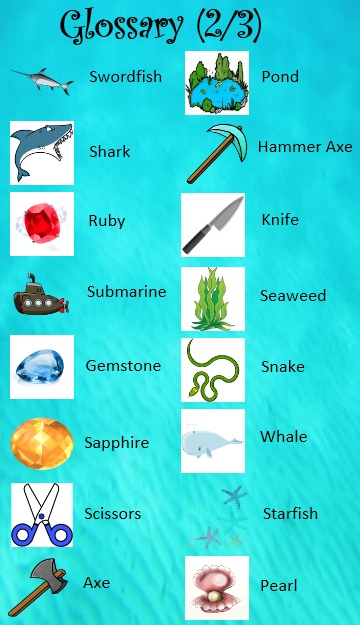 Glossary (2/3)
Swordfish
Pond
Shark
Hammer Axe
Ruby
Knife
Submarine
Seaweed
Gemstone
Snake
Sapphire
Whale
Scissors
Starfish
Axe
Pearl